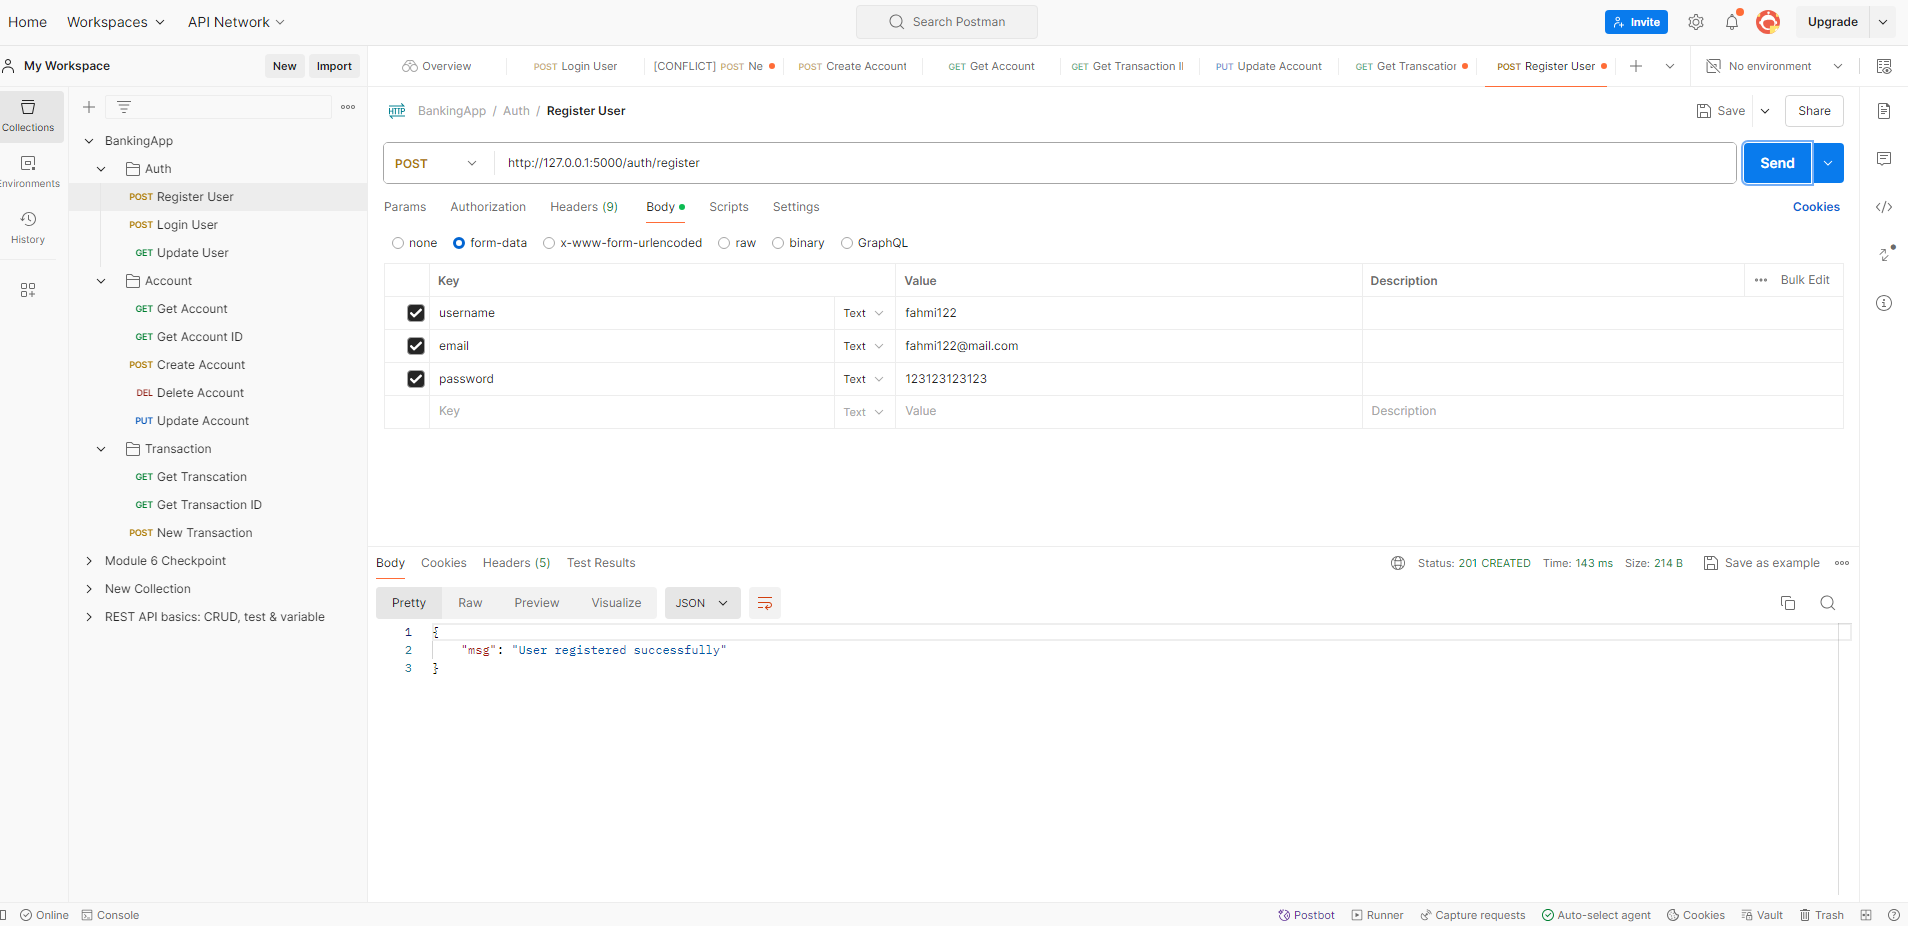 Home Workspaces API Network Search Postman Invite Upgrade
My Workspace New Import
Overview POST Login User [CONFLICT] POST Ne POST Create Account GET Get Account GET Get Transaction I PUT Update Account GET Get Transcation POST Register User No environment
Collections
Environments
History
BankingApp
Auth
POST Register User
POST Login User
GET Update User
Account
GET Get Account
GET Get Account ID
POST Create Account
DEL Delete Account
PUT Update Account
Transaction
GET Get Transcation
GET Get Transaction ID
POST New Transaction
Module 6 Checkpoint
New Collection
REST API basics: CRUD, test & variable
HTTP BankingApp / Auth / Register User Save Share
POST http://127.0.0.1:5000/auth/register Send
Params Authorization Headers (9) Body Scripts Settings Cookies
none form-data x-www-form-urlencoded raw binary GraphQL
Key Value Description Bulk Edit
username Text fahmi122
email Text fahmi122@mail.com
password Text 123123123123
Key Text Value Description
Body Cookies Headers (5) Test Results Status: 201 CREATED Time: 143 ms Size: 214 B Save as example
Pretty Raw Preview Visualize JSON
1 {
2 "msg": "User registered successfully"
3 }
Online Console Postbot Runner Capture requests Auto-select agent Cookies Vault Trash